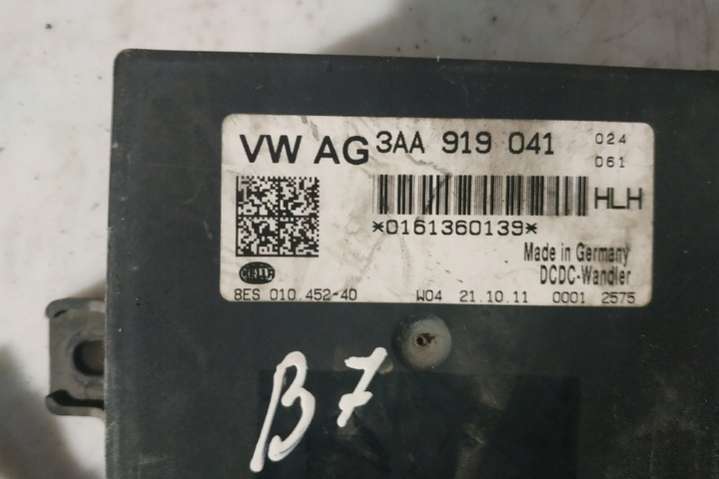 VW AG 3AA 919 041 024
061
HLH
*0161360139*
Made in Germany
DCDC-Wandler
HELLA
8ES 010.452-40 W04 21.10.11 0001 2575
B7